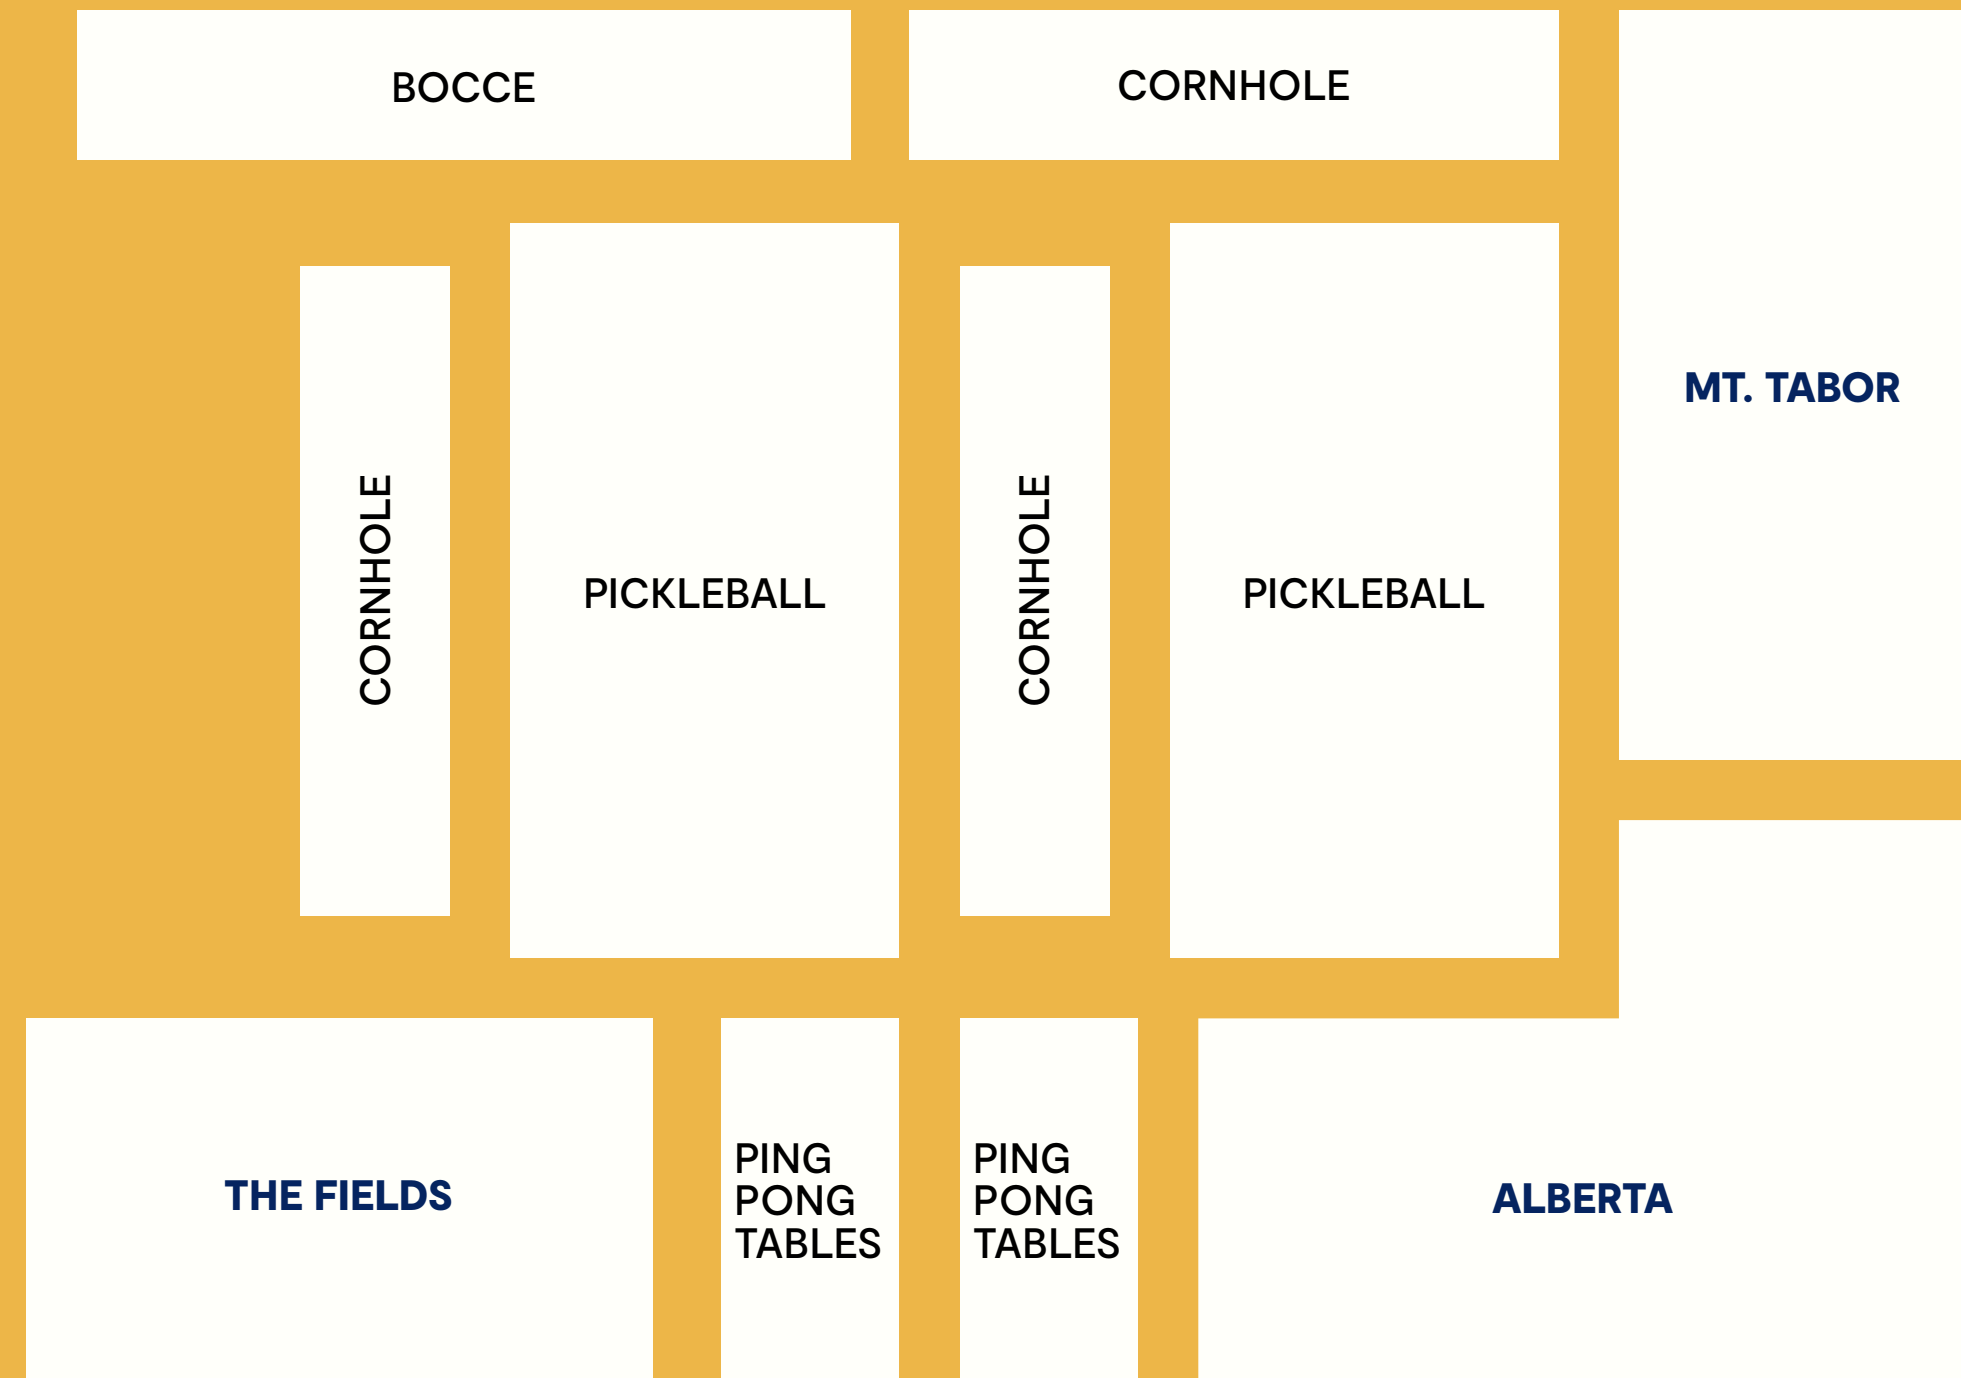 BOCCE
CORNHOLE
MT. TABOR
CORNHOLE
PICKLEBALL
CORNHOLE
PICKLEBALL
THE FIELDS
PING
PONG
TABLES
PING
PONG
TABLES
ALBERTA